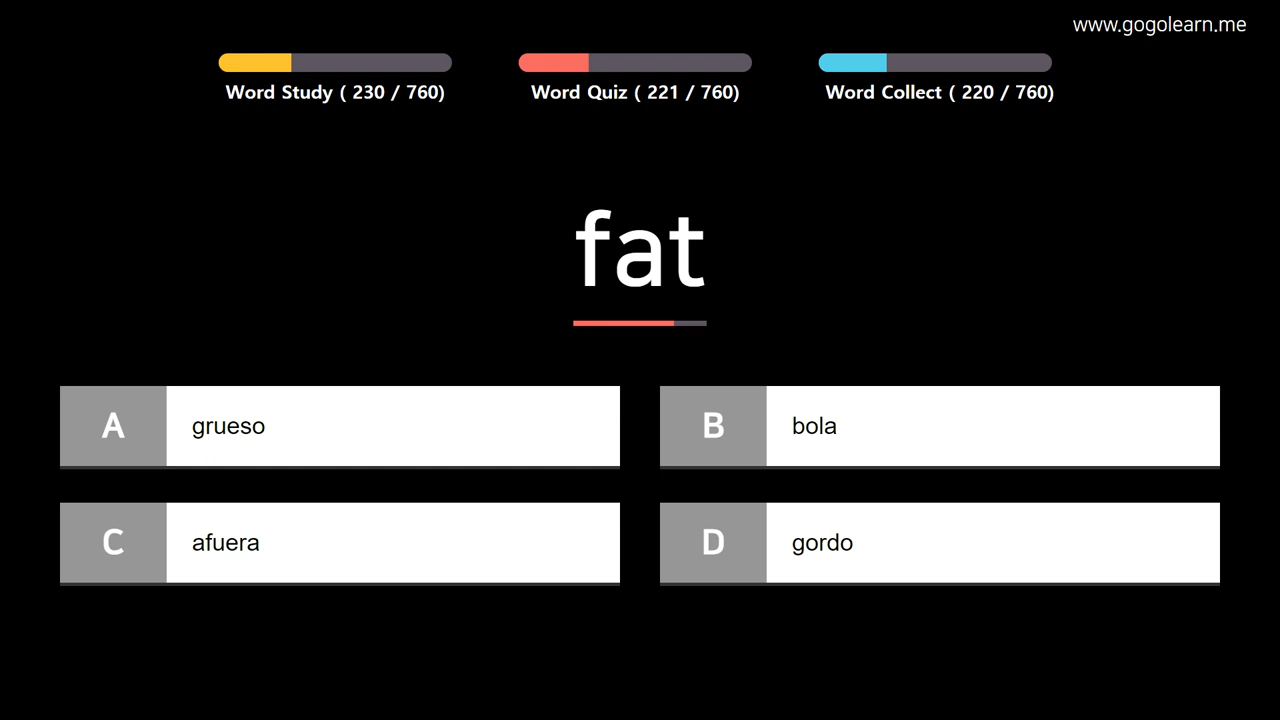 www.gogolearn.me
Word Study ( 230 / 760)
Word Quiz ( 221 / 760)
Word Collect ( 220 / 760)
fat
A grueso
B bola
C afuera
D gordo